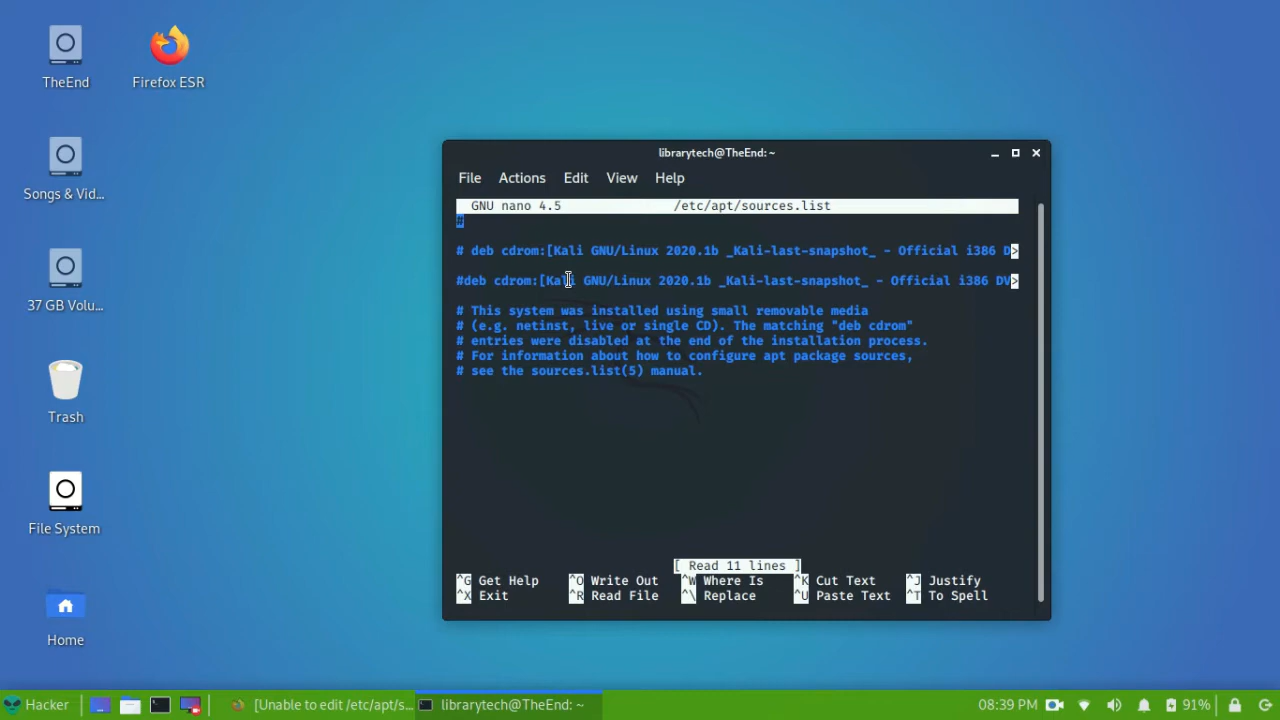 TheEnd
Firefox ESR
Songs & Vid...
37 GB Volu...
Trash
File System
Home
librarytech@TheEnd: ~
File Actions Edit View Help
GNU nano 4.5 /etc/apt/sources.list
#
# deb cdrom:[Kali GNU/Linux 2020.1b _Kali-last-snapshot_ - Official i386 D>
#deb cdrom:[Kali GNU/Linux 2020.1b _Kali-last-snapshot_ - Official i386 DV>
# This system was installed using small removable media
# (e.g. netinst, live or single CD). The matching "deb cdrom"
# entries were disabled at the end of the installation process.
# For information about how to configure apt package sources,
# see the sources.list(5) manual.
[ Read 11 lines ]
^G Get Help ^O Write Out ^W Where Is ^K Cut Text ^J Justify
^X Exit ^R Read File ^\ Replace ^U Paste Text ^T To Spell
Hacker [Unable to edit /etc/apt/s... librarytech@TheEnd: ~ 08:39 PM 91%